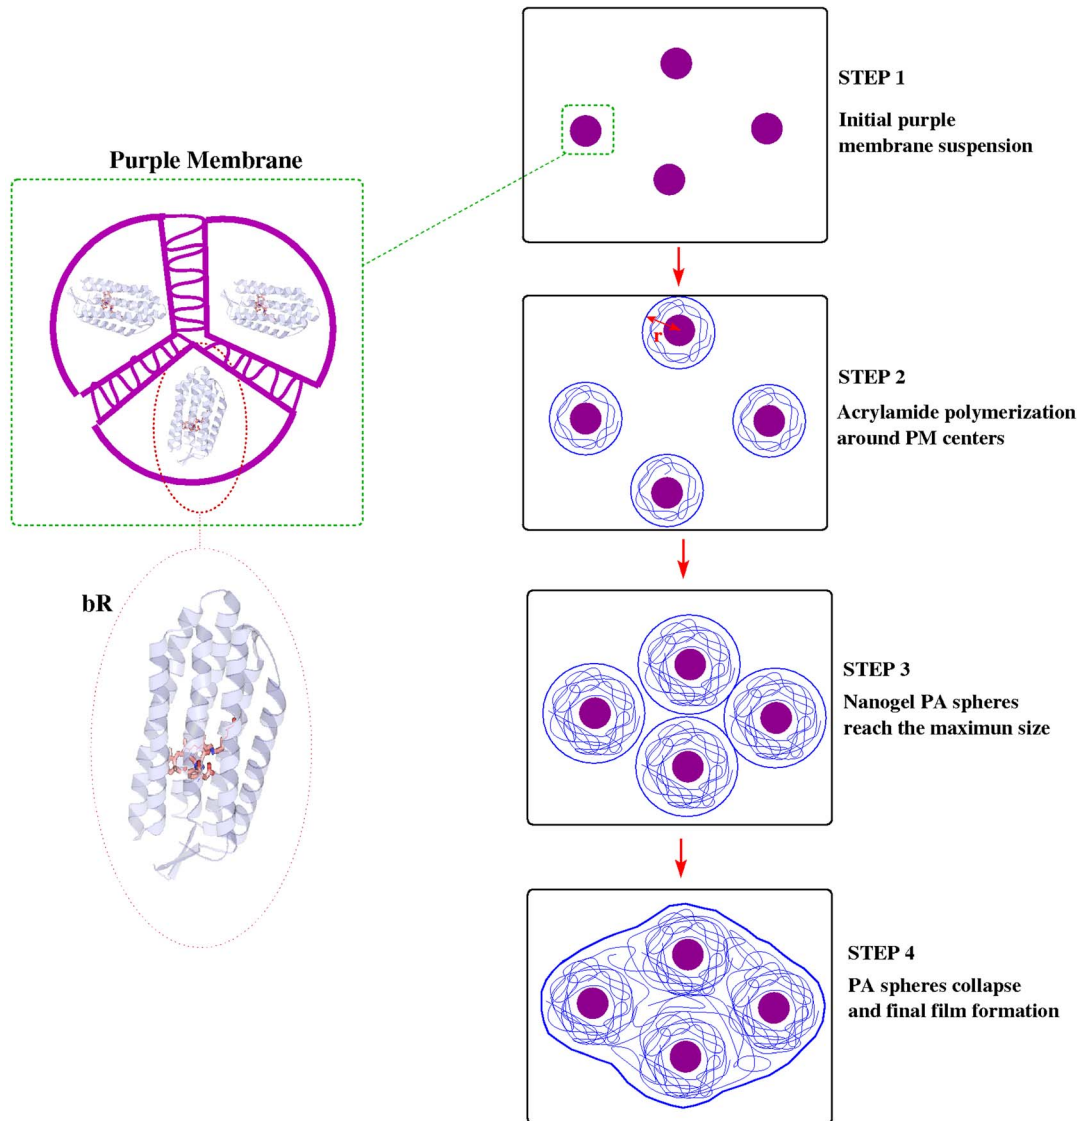 STEP 1
Initial purple
membrane suspension
Purple Membrane
r
STEP 2
Acrylamide polymerization
around PM centers
bR
STEP 3
Nanogel PA spheres
reach the maximun size
STEP 4
PA spheres collapse
and final film formation